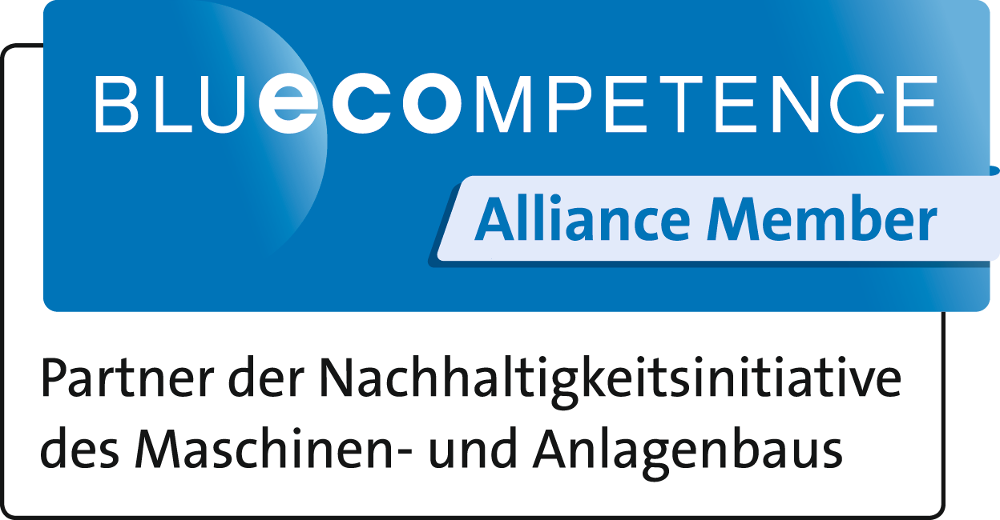 BLUeCOMPETENCE
Alliance Member
Partner der Nachhaltigkeitsinitiative
des Maschinen- und Anlagenbaus